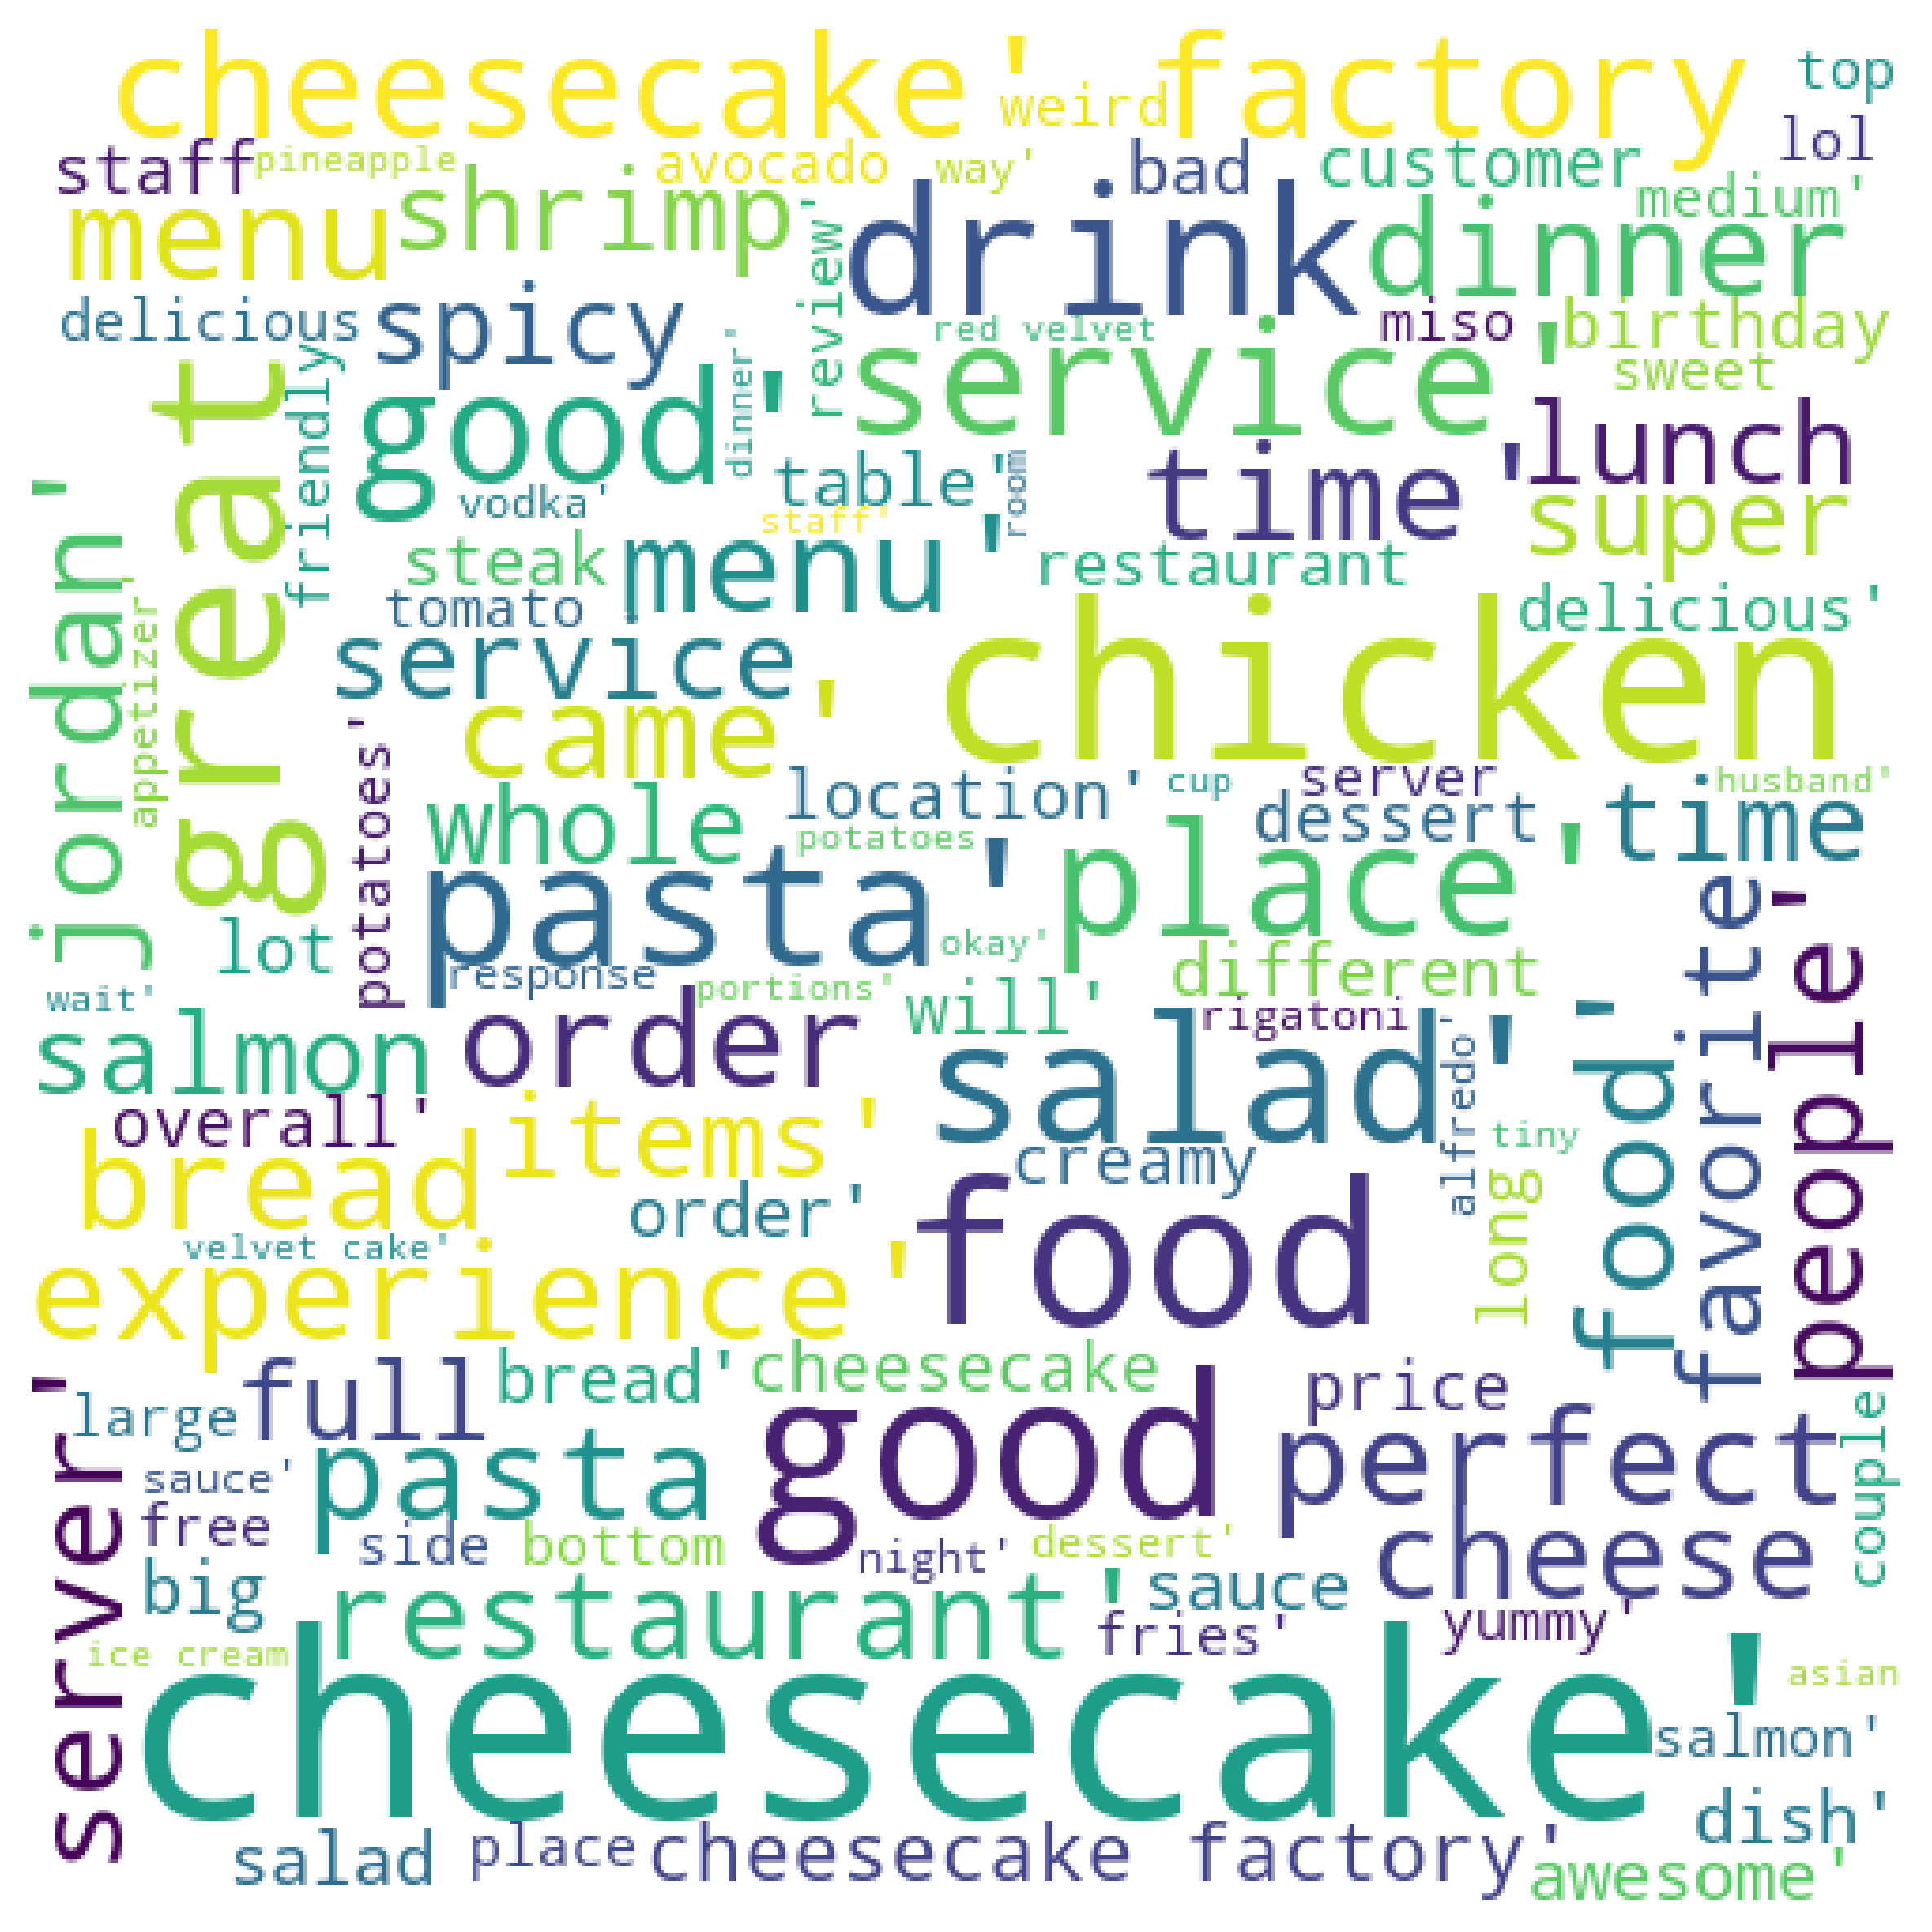 cheesecake' factory
weird
top
lol
staff
pineapple
avocado
way'
bad
customer
medium'
menu
shrimp'
review'
drink
dinner
delicious
spicy
red velvet
miso
birthday
sweet
great
friendly
good'
dinner'
service'
lunch
vodka'
table'
room
time'
super
staff'
steak
menu'
restaurant
tomato
delicious'
jordan'
appetizer
service
came'
chicken
potatoes'
location'
cup
server
husband'
whole
potatoes
dessert
time
pasta'
place'
favorite
people'
lot
okay'
different
response
portions'
wait'
will'
rigatoni
salmon
order
salad'
alfredo'
food'
overall'
items'
tiny
bread
creamy
long
order'
velvet cake'
food
experience'
server'
full
bread'
cheesecake
price
large
good
perfect
couple
sauce'
pasta
free
side
bottom
night'
dessert'
cheese
big
restaurant'
sauce
fries'
yummy'
ice cream
cheesecake'
asian
salmon'
dish'
salad
place
cheesecake factory'
awesome'